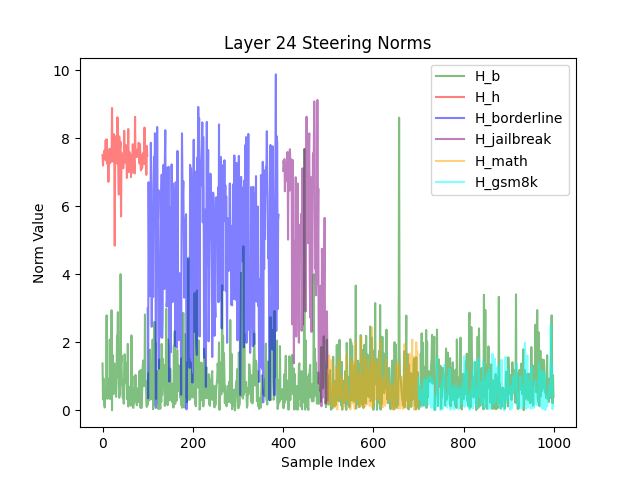 Layer 24 Steering Norms
Norm Value
10
8
6
4
2
0
H_b
H_h
H_borderline
H_jailbreak
H_math
H_gsm8k
0 200 400 600 800 1000
Sample Index